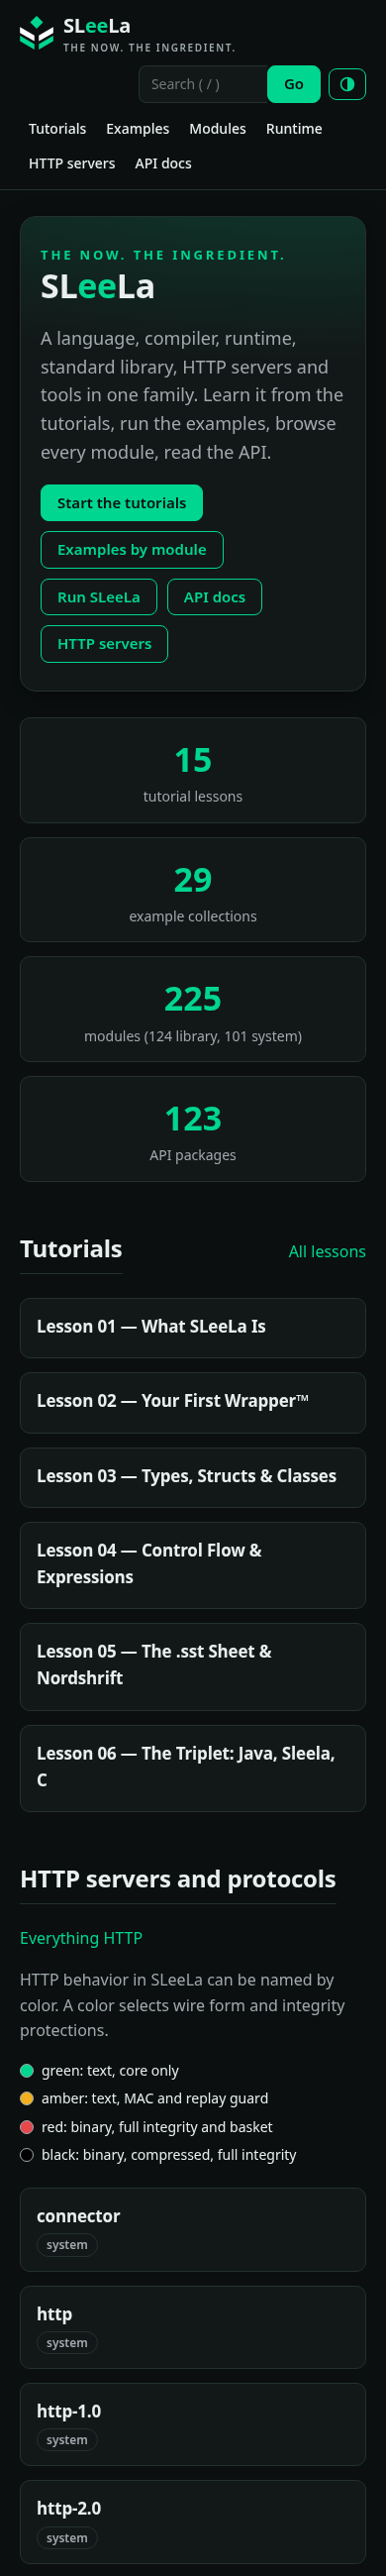 SLeeLa
THE NOW. THE INGREDIENT.
Search ( / )
Go
Tutorials Examples Modules Runtime
HTTP servers API docs
THE NOW. THE INGREDIENT.
SLeeLa
A language, compiler, runtime,
standard library, HTTP servers and
tools in one family. Learn it from the
tutorials, run the examples, browse
every module, read the API.
Start the tutorials
Examples by module
Run SLeeLa API docs
HTTP servers
15
tutorial lessons
29
example collections
225
modules (124 library, 101 system)
123
API packages
Tutorials All lessons
Lesson 01 — What SLeeLa Is
Lesson 02 — Your First Wrapper™
Lesson 03 — Types, Structs & Classes
Lesson 04 — Control Flow &
Expressions
Lesson 05 — The .sst Sheet &
Nordshrift
Lesson 06 — The Triplet: Java, Sleela,
C
HTTP servers and protocols
Everything HTTP
HTTP behavior in SLeeLa can be named by
color. A color selects wire form and integrity
protections.
green: text, core only
amber: text, MAC and replay guard
red: binary, full integrity and basket
black: binary, compressed, full integrity
connector
system
http
system
http-1.0
system
http-2.0
system